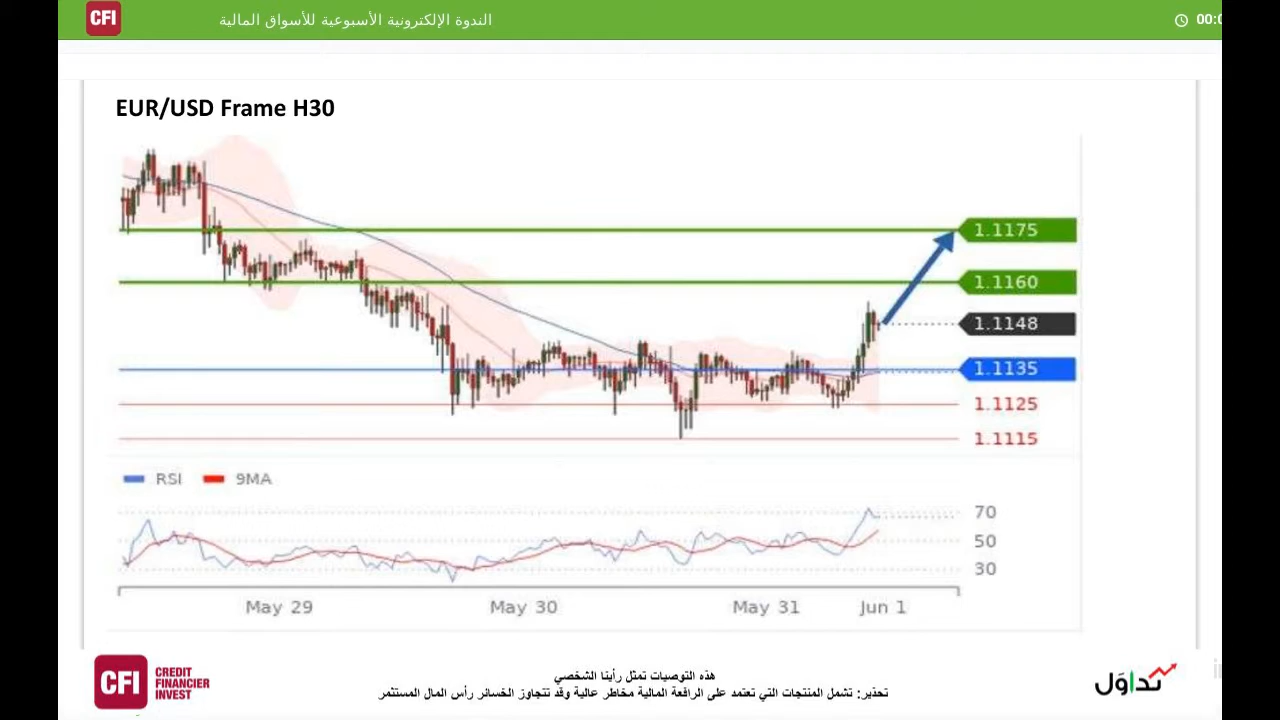 CFI
الندوة الإلكترونية الأسبوعية للأسواق المالية
EUR/USD Frame H30
1.1175
1.1160
1.1148
1.1135
1.1125
1.1115
RSI
9MA
70
50
30
May 29
May 30
May 31
Jun 1
CFI
CREDIT
FINANCIER
INVEST
هذه التوصيات تمثل رأينا الشخصي
تحذير: تشمل المنتجات التي تعتمد على الرافعة المالية مخاطر عالية وقد تتجاوز الخسائر رأس المال المستثمر
تداول